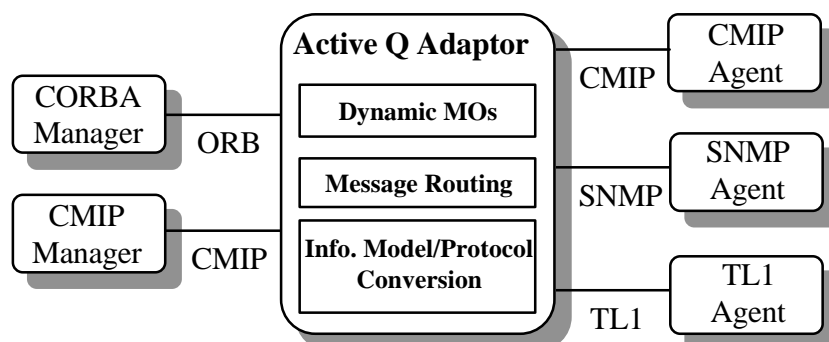 Active Q Adaptor
Dynamic MOs
Message Routing
Info. Model/Protocol
Conversion
CORBA
Manager
ORB
CMIP
Manager
CMIP
CMIP
Agent
CMIP
SNMP
Agent
SNMP
TL1
Agent
TL1